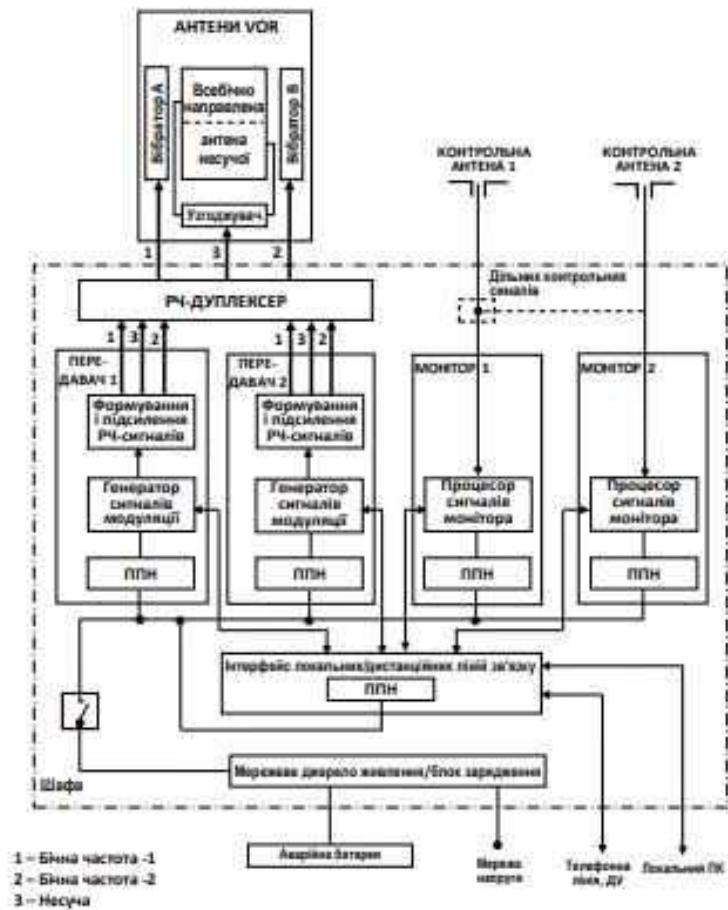 АНТЕНИ VOR
Вібратор А
Всебічно
направлена
антена
несучої
Вібратор В
Узгоджувач.
КОНТРОЛЬНА
АНТЕНА 1
КОНТРОЛЬНА
АНТЕНА 2
1
3
2
Дільник контрольних
сигналів
РЧ-ДУПЛЕКСЕР
1
3
2
1
3
2
ПЕРЕ-
ДАВАЧ 1
ПЕРЕ-
ДАВАЧ 2
МОНІТОР 1
МОНІТОР 2
Формування
і підсилення
РЧ-сигналів
Формування
і підсилення
РЧ-сигналів
Генератор
сигналів
модуляції
Генератор
сигналів
модуляції
Процесор
сигналів
монітора
Процесор
сигналів
монітора
ППН
ППН
ППН
ППН
Інтерфейс локальних/дистанційних ліній зв'язку
ППН
Мережеве джерело живлення/блок зарядження
Шафа
Аварійна батарея
Мережа
напруга
Телефонна
лінія, ДУ
Локальний ПК
1 – Бічна частота -1
2 – Бічна частота -2
3 – Несуча